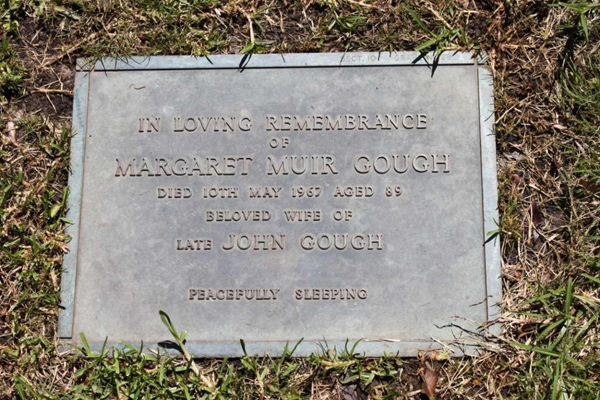 IN LOVING REMEMBRANCE
OF
MARGARET MUIR GOUGH
DIED 10TH MAY 1967 AGED 89
BELOVED WIFE OF
LATE JOHN GOUGH
PEACEFULLY SLEEPING